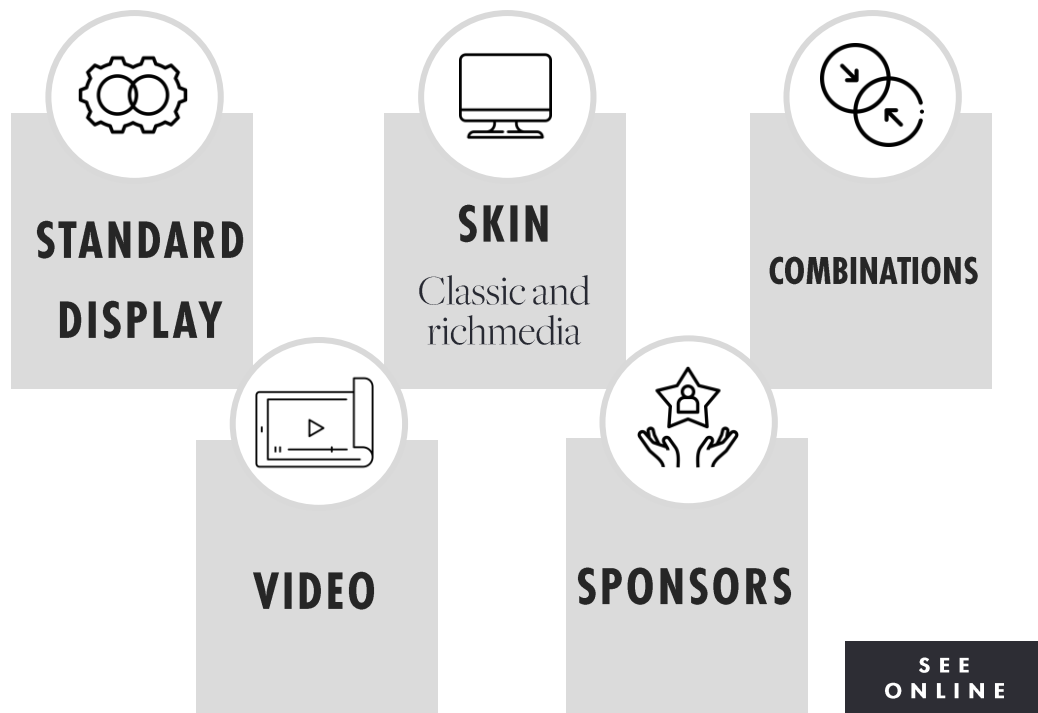 STANDARD
DISPLAY
SKIN
Classic and
richmedia
COMBINATIONS
VIDEO
SPONSORS
SEE
ONLINE